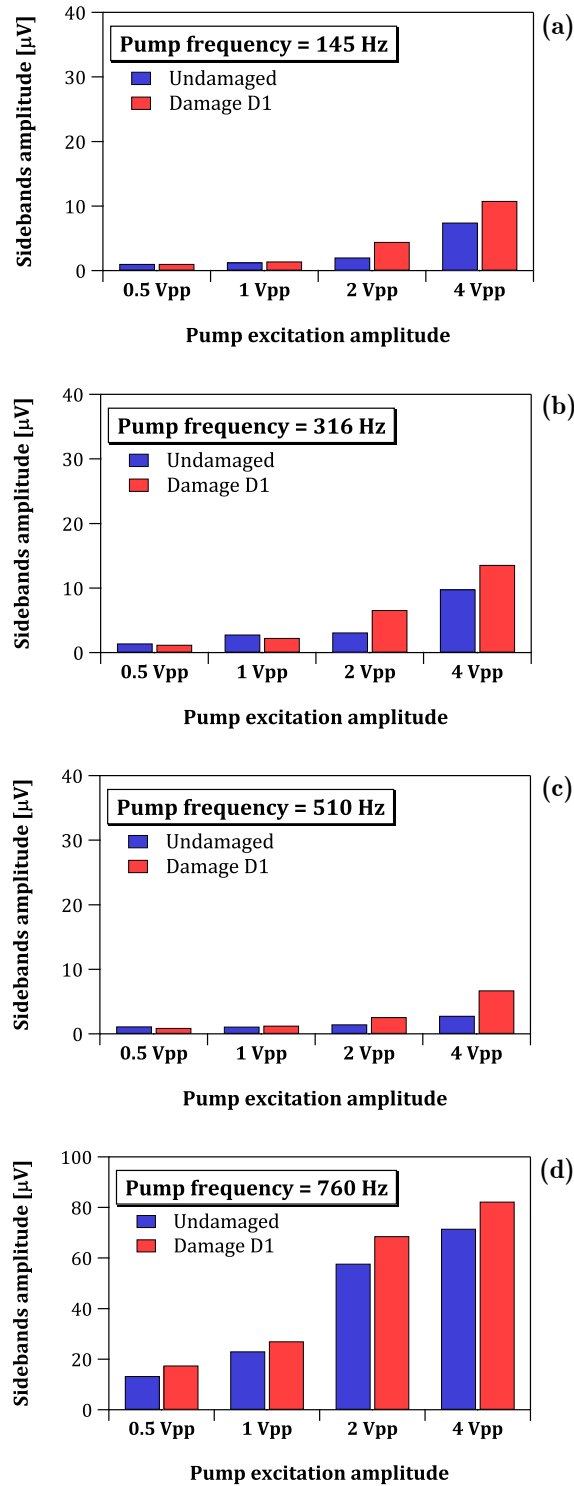 (a)
Sidebands amplitude [μV]
40
30
20
10
0
Pump frequency = 145 Hz
Undamaged
Damage D1
0.5 Vpp 1 Vpp 2 Vpp 4 Vpp
Pump excitation amplitude
(b)
Sidebands amplitude [μV]
40
30
20
10
0
Pump frequency = 316 Hz
Undamaged
Damage D1
0.5 Vpp 1 Vpp 2 Vpp 4 Vpp
Pump excitation amplitude
(c)
Sidebands amplitude [μV]
40
30
20
10
0
Pump frequency = 510 Hz
Undamaged
Damage D1
0.5 Vpp 1 Vpp 2 Vpp 4 Vpp
Pump excitation amplitude
(d)
Sidebands amplitude [μV]
100
80
60
40
20
0
Pump frequency = 760 Hz
Undamaged
Damage D1
0.5 Vpp 1 Vpp 2 Vpp 4 Vpp
Pump excitation amplitude